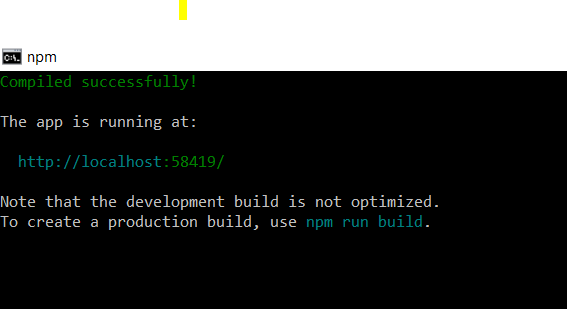 npm
Compiled successfully!
The app is running at:
http://localhost:58419/
Note that the development build is not optimized.
To create a production build, use npm run build.